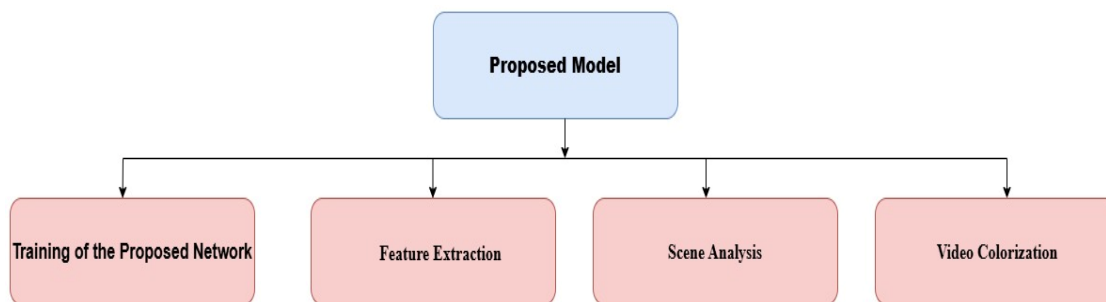 Proposed Model
Training of the Proposed Network
Feature Extraction
Scene Analysis
Video Colorization